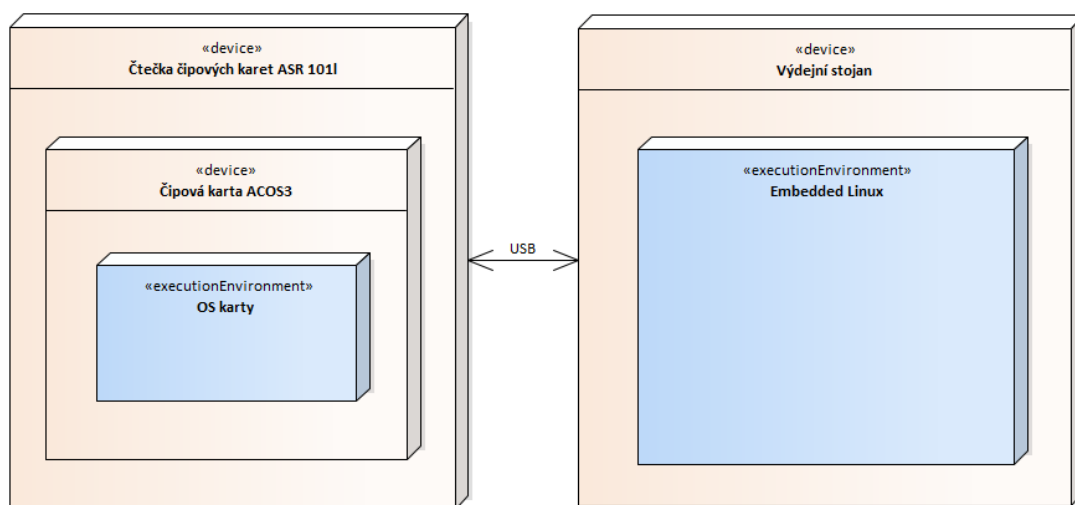 «device»
Čtečka čipových karet ASR 101l
«device»
Čipová karta ACOS3
«executionEnvironment»
OS karty
USB
«device»
Výdejní stojan
«executionEnvironment»
Embedded Linux